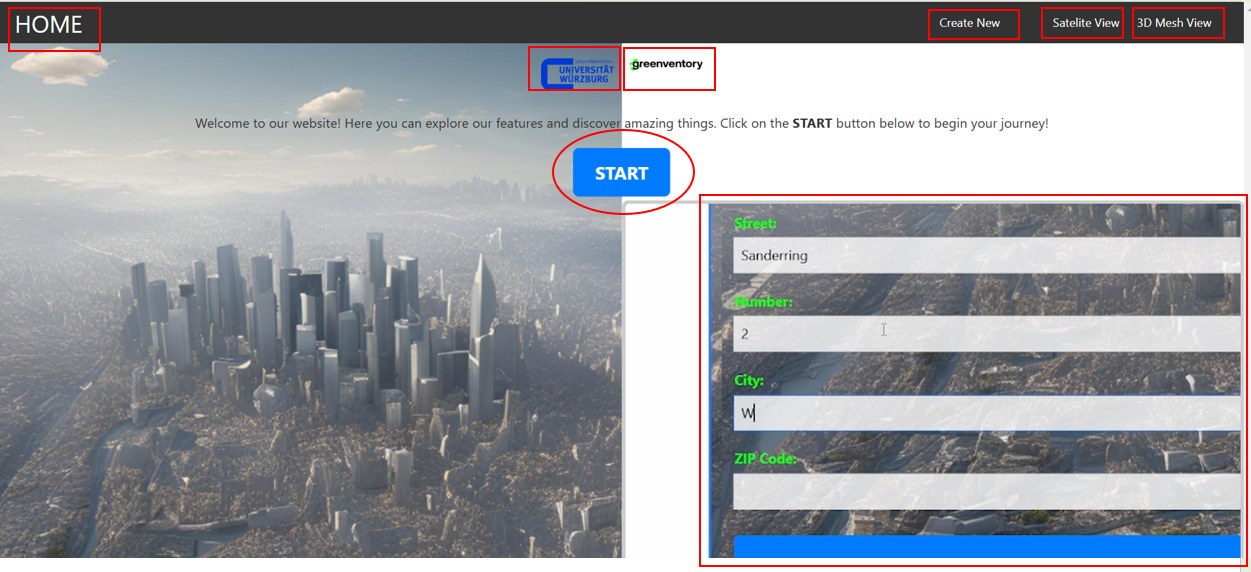 HOME
Create New
Satelite View
3D Mesh View
UNIVERSITÄT
WÜRZBURG
greenventory
Welcome to our website! Here you can explore our features and discover amazing things. Click on the START button below to begin your journey!
START
Street:
Sanderring
Number:
2
City:
W
ZIP Code: